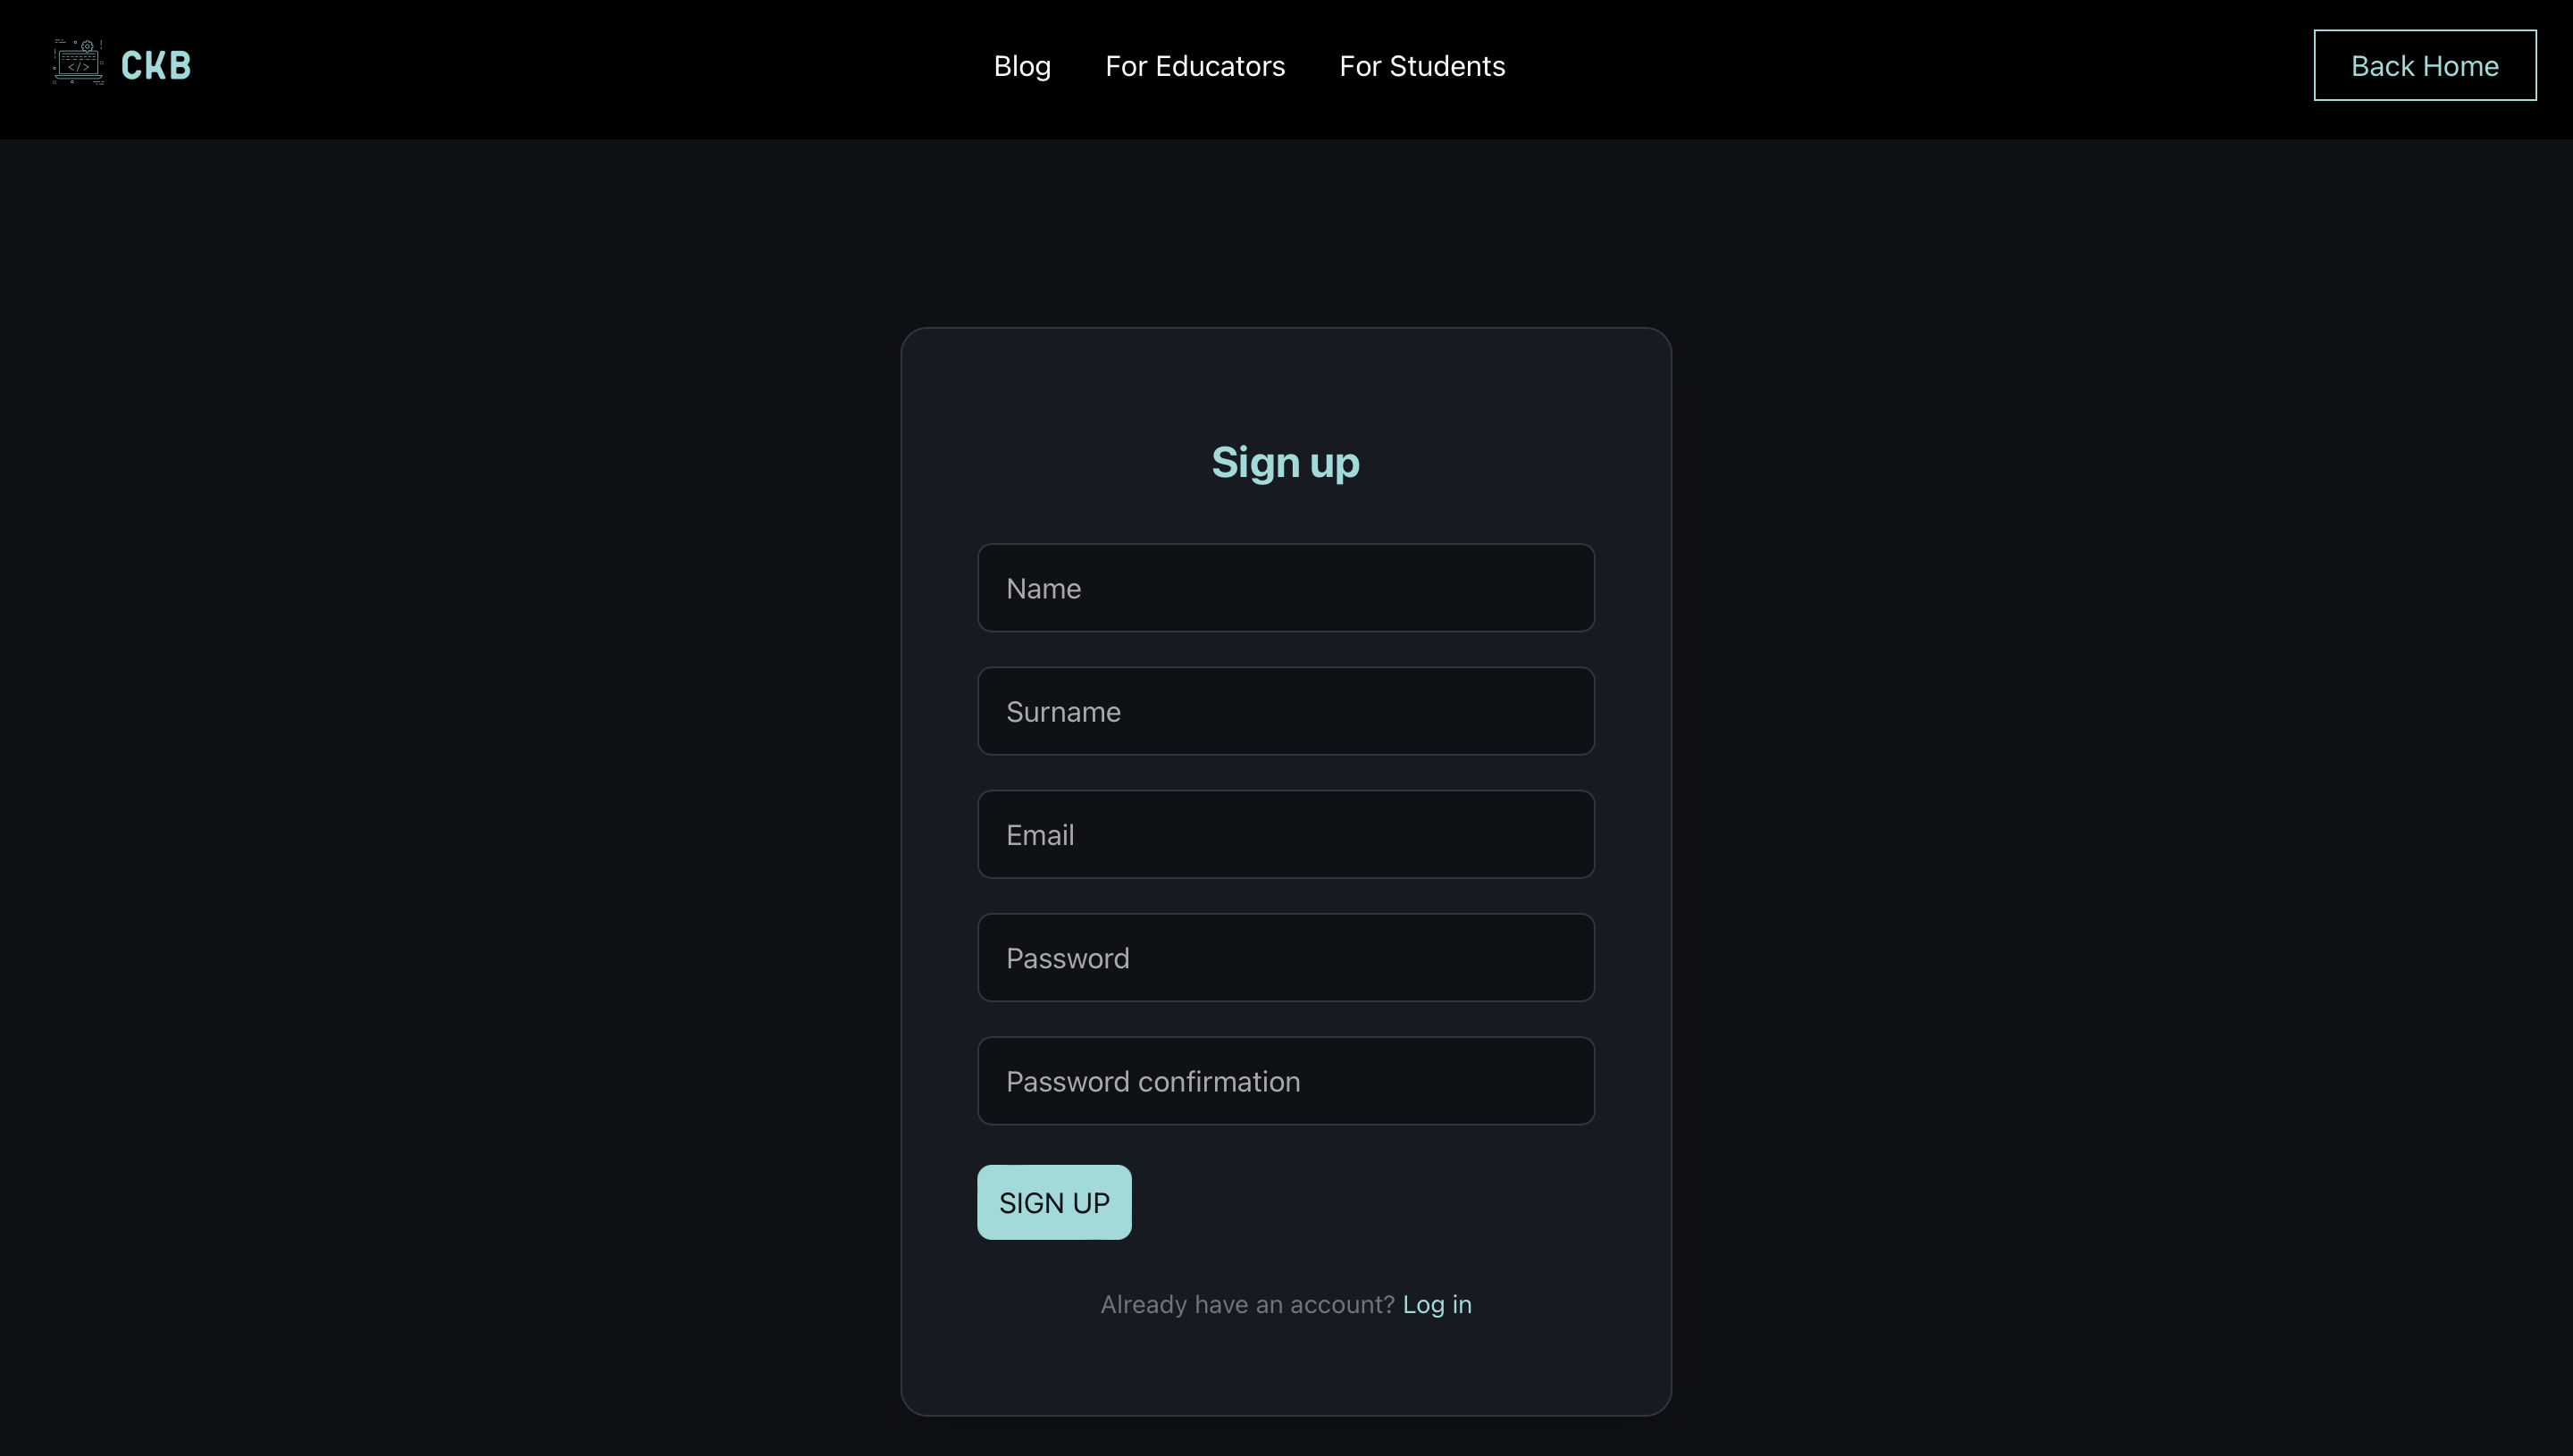 CKB
Blog For Educators For Students
Back Home
Sign up
Name
Surname
Email
Password
Password confirmation
SIGN UP
Already have an account? Log in